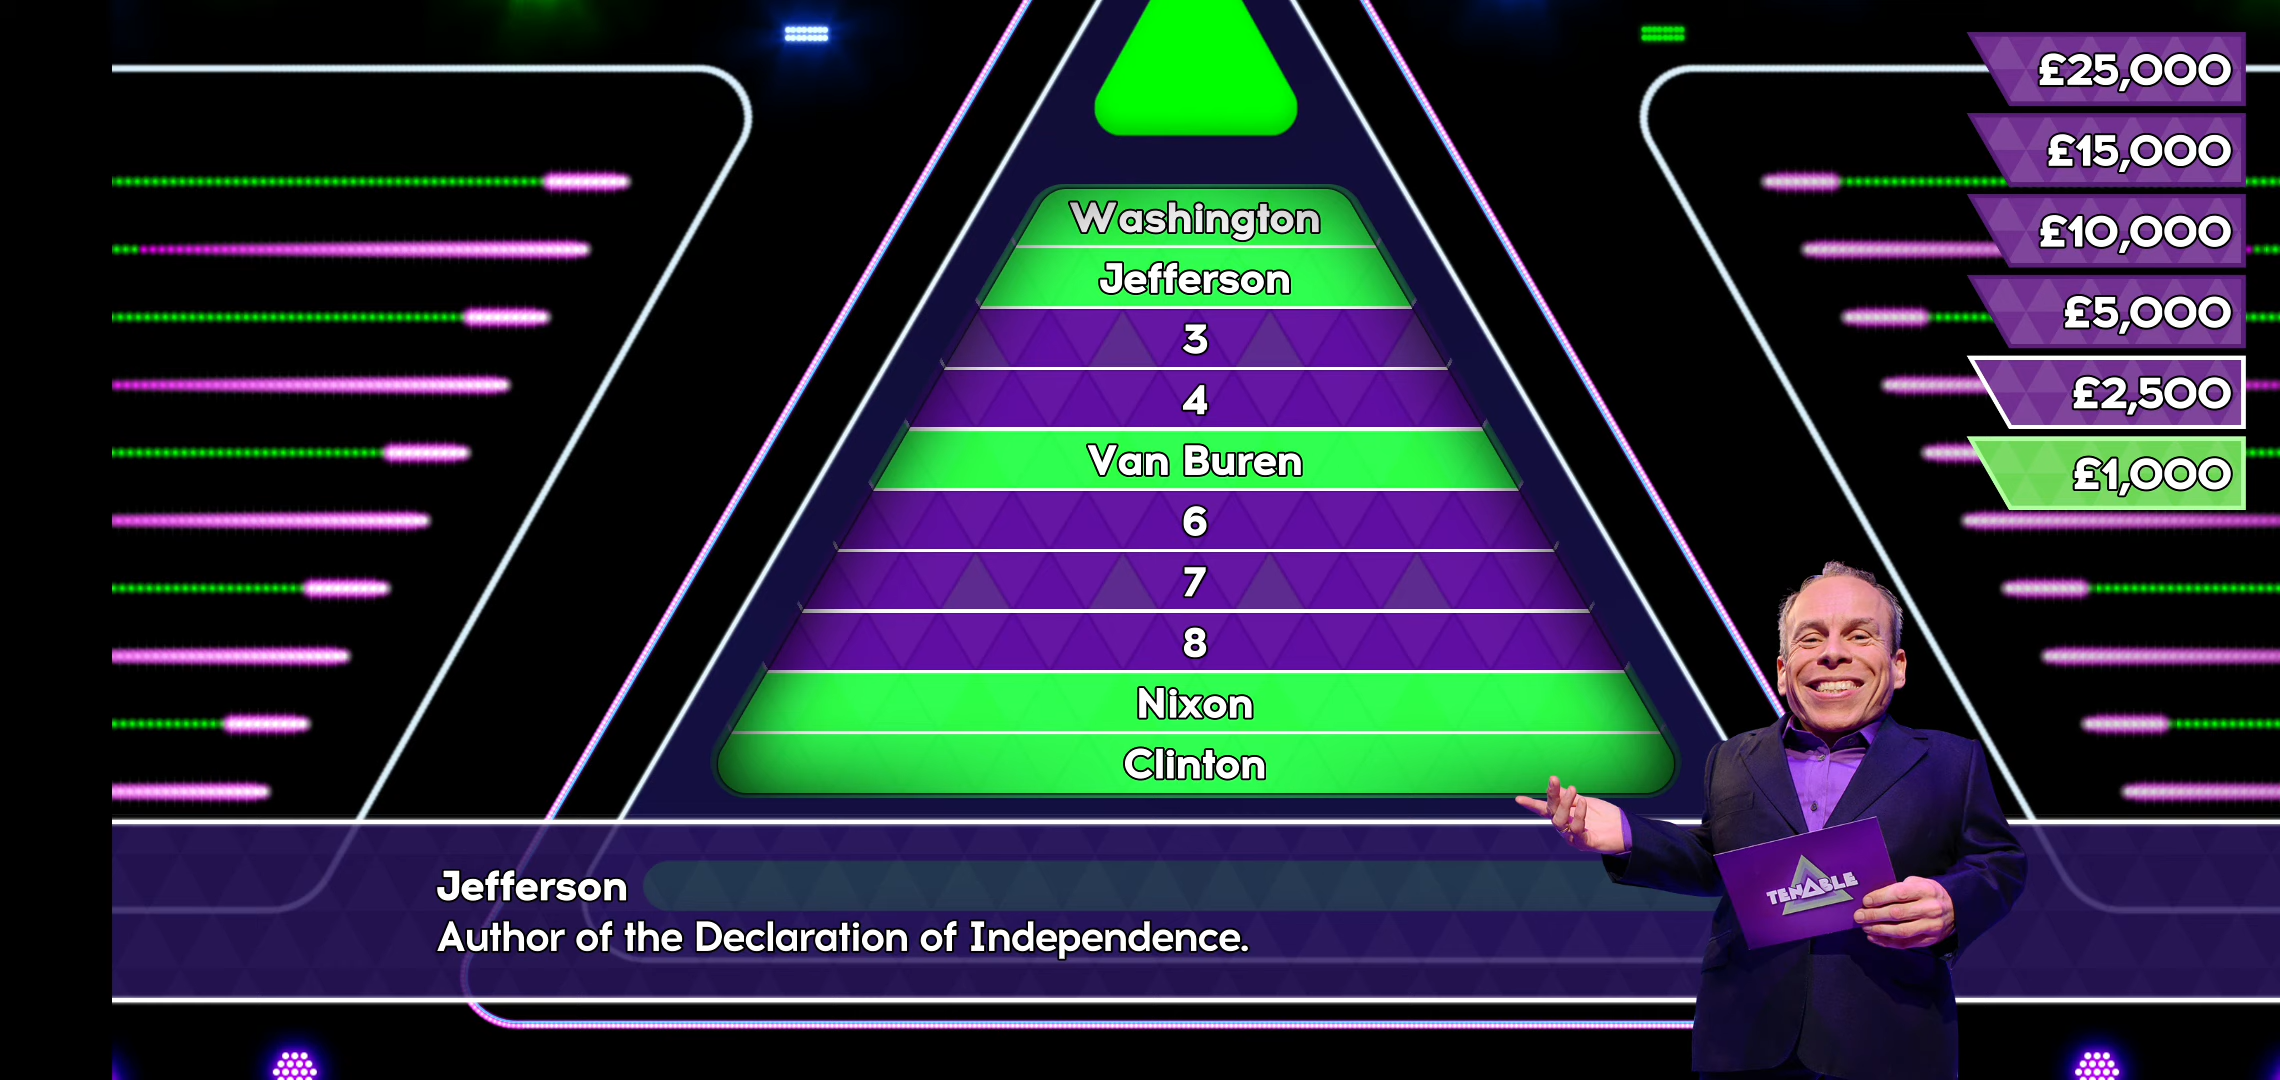 Washington
Jefferson
3
4
Van Buren
6
7
8
Nixon
Clinton
£25,000
£15,000
£10,000
£5,000
£2,500
£1,000
Jefferson
Author of the Declaration of Independence.
TENABLE